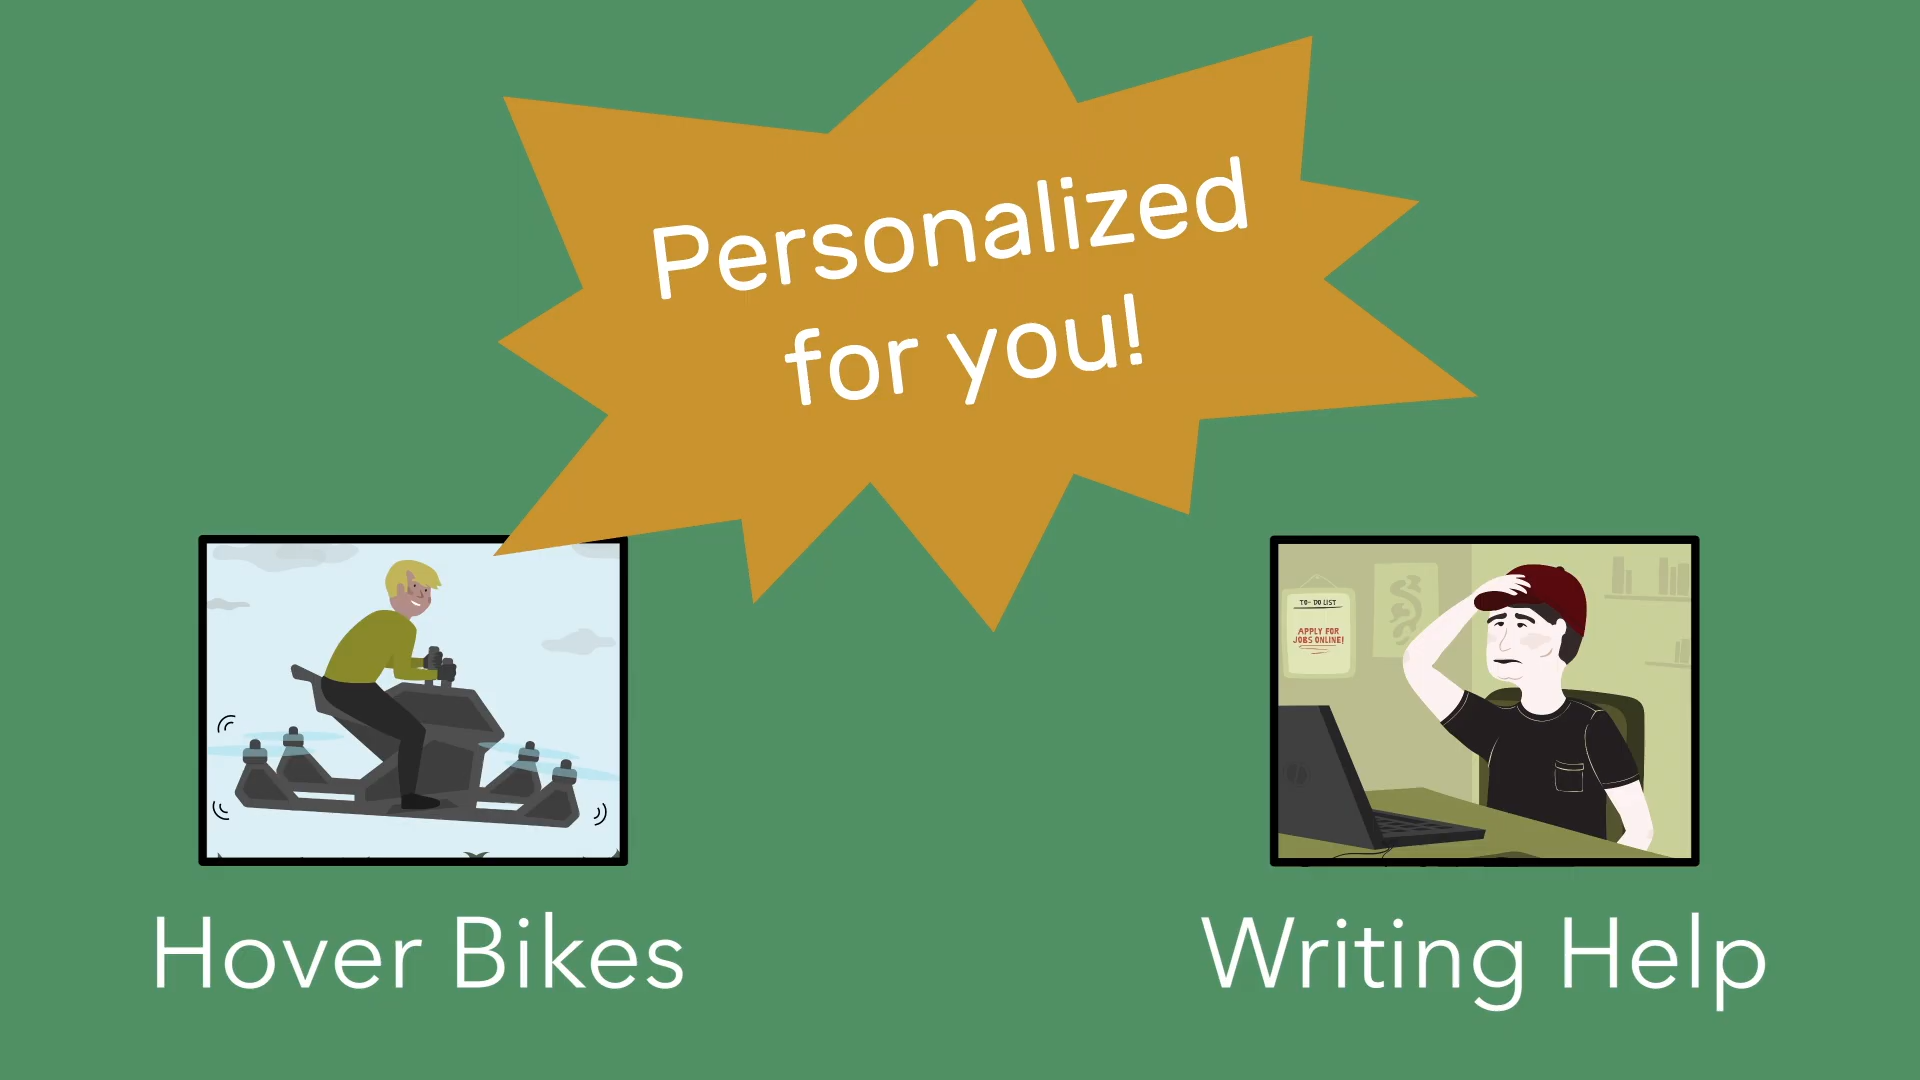 Personalized
for you!
TO-DO LIST
APPLY FOR
JOBS ONLINE!
Hover Bikes
Writing Help